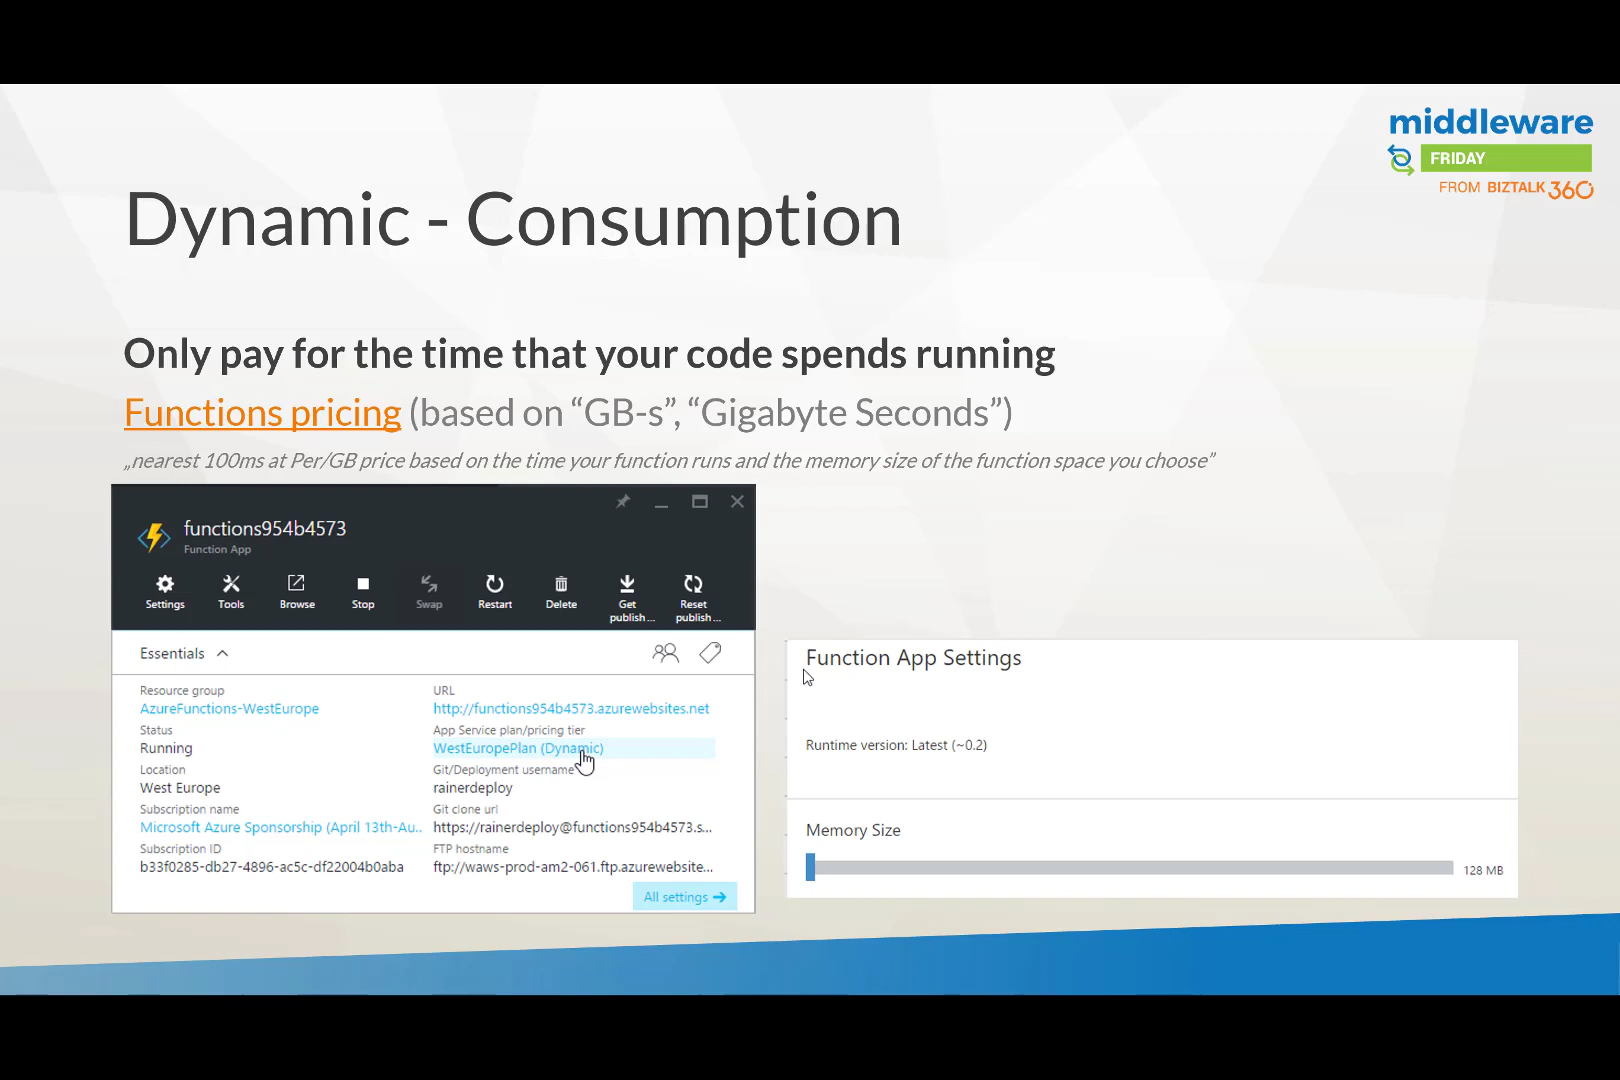 middleware
FRIDAY
FROM BIZTALK 360
Dynamic - Consumption
Only pay for the time that your code spends running
Functions pricing (based on “GB-s”, “Gigabyte Seconds”)
„nearest 100ms at Per/GB price based on the time your function runs and the memory size of the function space you choose”
functions954b4573
Function App
Settings
Tools
Browse
Stop
Swap
Restart
Delete
Get publish...
Reset publish...
Essentials
Resource group
AzureFunctions-WestEurope
Status
Running
Location
West Europe
Subscription name
Microsoft Azure Sponsorship (April 13th-Au...
Subscription ID
b33f0285-db27-4896-ac5c-df22004b0aba
URL
http://functions954b4573.azurewebsites.net
App Service plan/pricing tier
WestEuropePlan (Dynamic)
Git/Deployment username
rainerdeploy
Git clone url
https://rainerdeploy@functions954b4573.s...
FTP hostname
ftp://waws-prod-am2-061.ftp.azurewebsite...
All settings
Function App Settings
Runtime version: Latest (~0.2)
Memory Size
128 MB